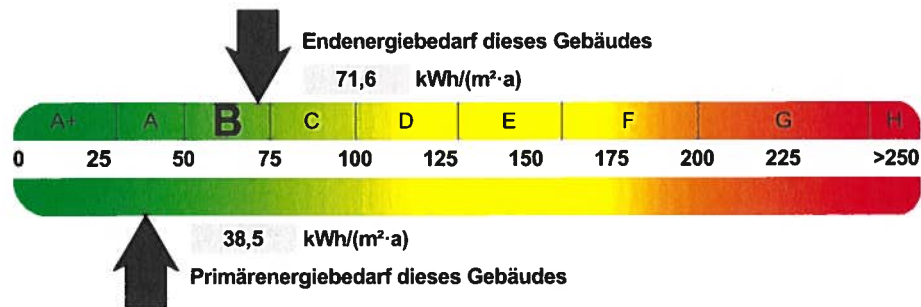 Endenergiebedarf dieses Gebäudes
71,6 kWh/(m²·a)
A+ A B C D E F G H
0 25 50 75 100 125 150 175 200 225 >250
38,5 kWh/(m²·a)
Primärenergiebedarf dieses Gebäudes